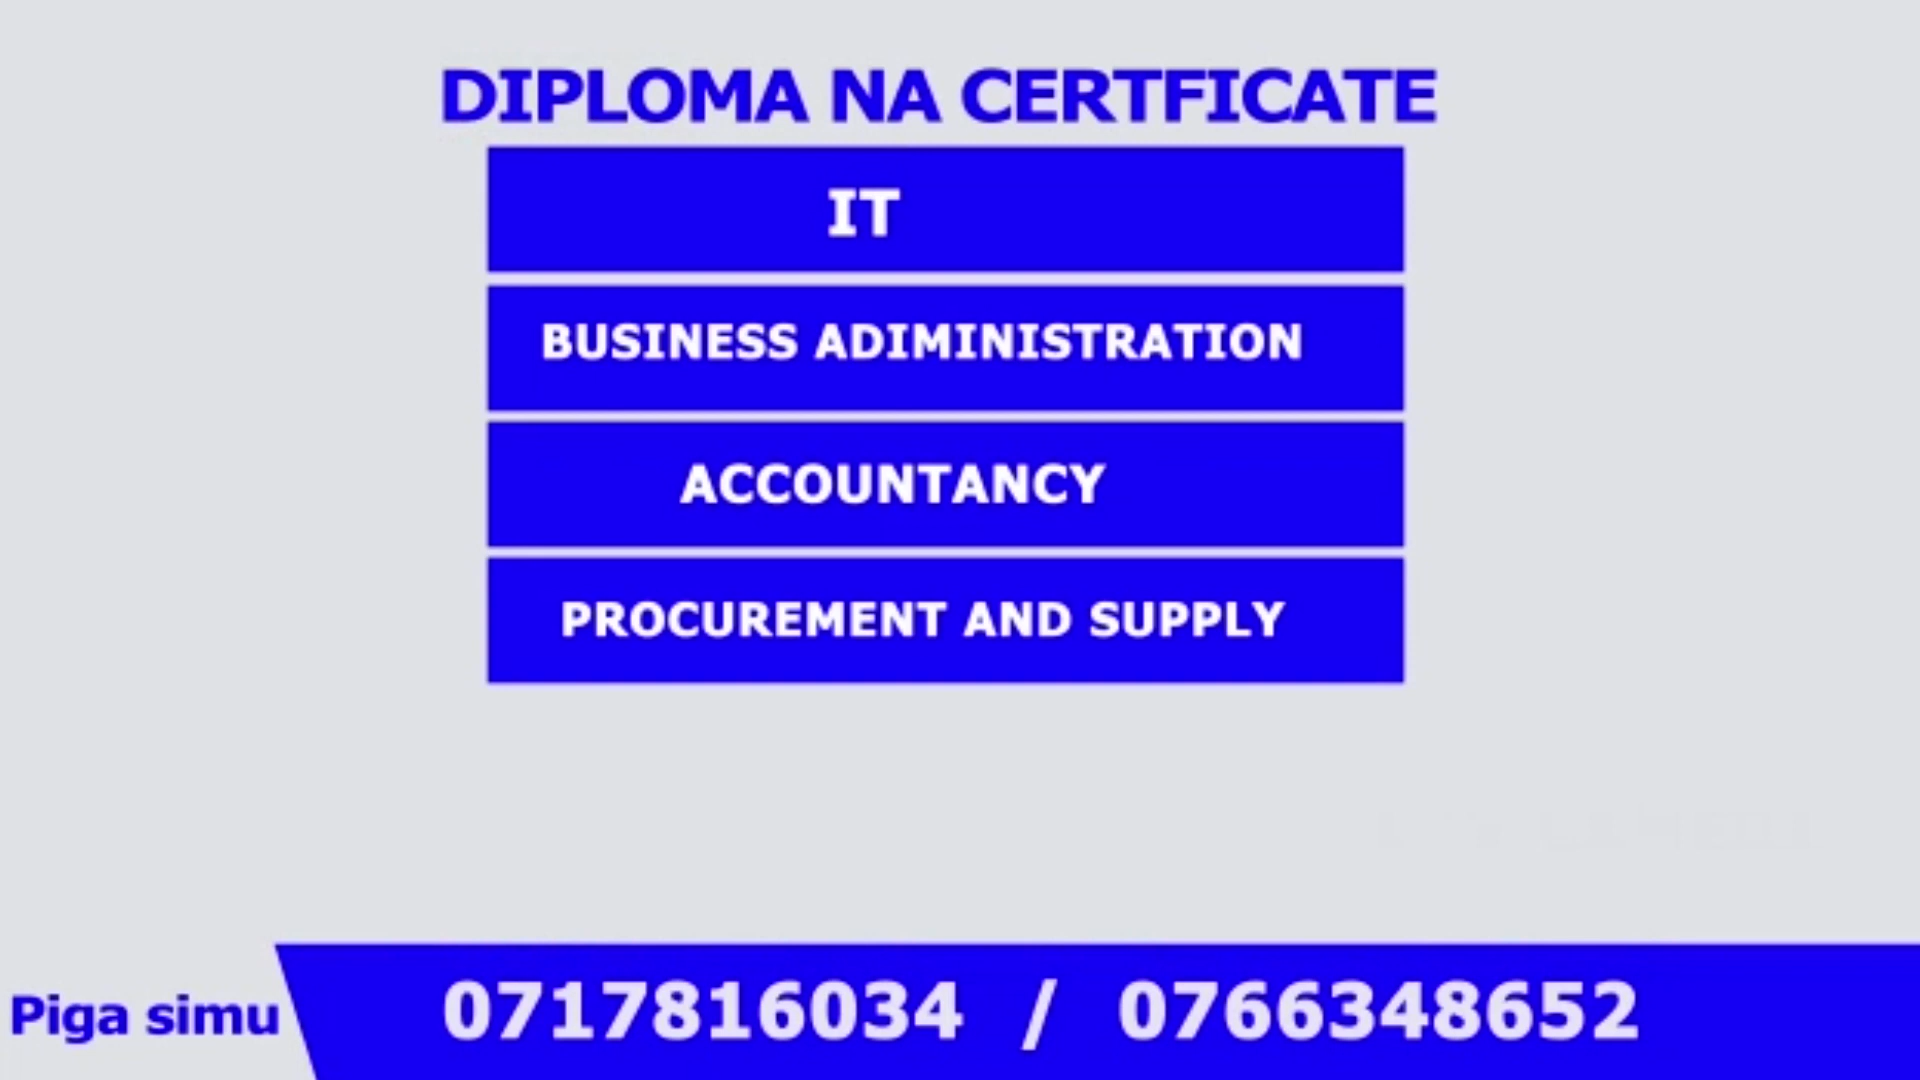 DIPLOMA NA CERTFICATE
IT
BUSINESS ADIMINISTRATION
ACCOUNTANCY
PROCUREMENT AND SUPPLY
Piga simu 0717816034 / 0766348652